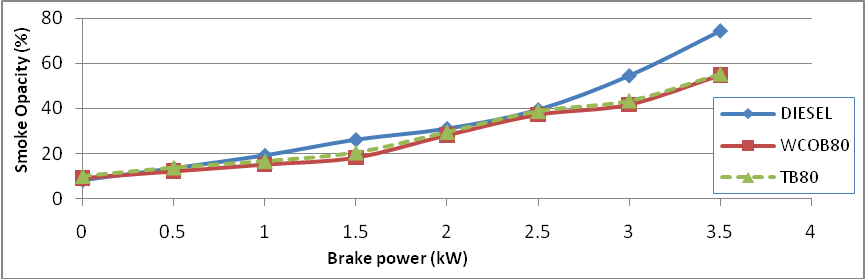 80
60
40
20
0
Smoke Opacity (%)
0 0.5 1 1.5 2 2.5 3 3.5 4
Brake power (kW)
DIESEL
WCOB80
TB80